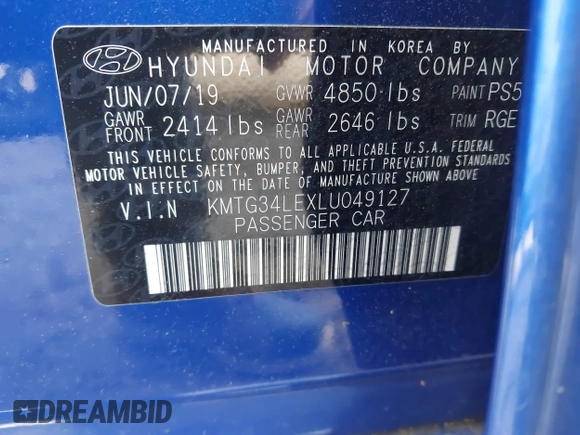 MANUFACTURED IN KOREA BY
HYUNDAI MOTOR COMPANY
JUN/07/19 GVWR 4850 lbs PAINT PS5
GAWR FRONT 2414 lbs GAWR REAR 2646 lbs TRIM RGE
THIS VEHICLE CONFORMS TO ALL APPLICABLE U.S.A. FEDERAL
MOTOR VEHICLE SAFETY, BUMPER, AND THEFT PREVENTION STANDARDS
IN EFFECT ON THE DATE OF MANUFACTURE SHOWN ABOVE
V.I.N KMTG34LEXLU049127
PASSENGER CAR
DREAMBID